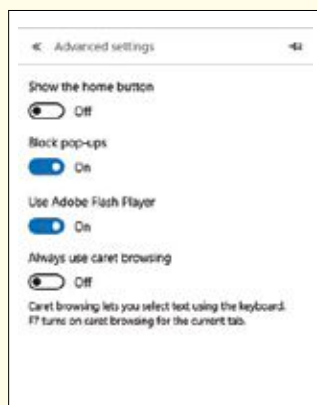 « Advanced settings
Show the home button
Off
Block pop-ups
On
Use Adobe Flash Player
On
Always use caret browsing
Off
Caret browsing lets you select text using the keyboard.
F7 turns on caret browsing for the current tab.